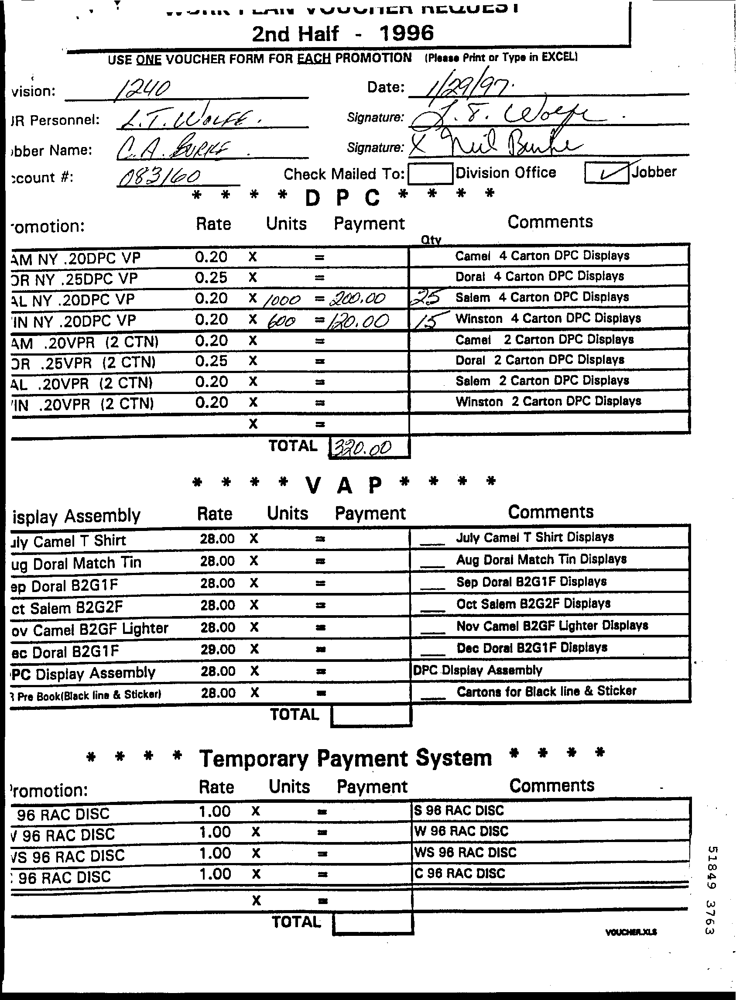 WORK PLAN VOUCHER REQUEST
2nd Half - 1996
USE ONE VOUCHER FORM FOR EACH PROMOTION (Please Print or Type in EXCEL)
vision: 1240 Date: 1/29/97.
JR Personnel: L.T. WOLFE. Signature: L.T. Wolfe.
obber Name: C.A. BURKE Signature: X Neil Burke
ccount #: 083160 Check Mailed To: Division Office ✓ Jobber
* * * * D P C * * * *
romotion: Rate Units Payment Qty Comments
AM NY .20DPC VP 0.20 X = Camel 4 Carton DPC Displays
OR NY .25DPC VP 0.25 X = Doral 4 Carton DPC Displays
AL NY .20DPC VP 0.20 X 1000 = 200.00 25 Salem 4 Carton DPC Displays
IN NY .20DPC VP 0.20 X 600 = 120.00 15 Winston 4 Carton DPC Displays
AM .20VPR (2 CTN) 0.20 X = Camel 2 Carton DPC Displays
OR .25VPR (2 CTN) 0.25 X = Doral 2 Carton DPC Displays
AL .20VPR (2 CTN) 0.20 X = Salem 2 Carton DPC Displays
IN .20VPR (2 CTN) 0.20 X = Winston 2 Carton DPC Displays
X =
TOTAL 320.00
* * * * V A P * * * *
isplay Assembly Rate Units Payment Comments
uly Camel T Shirt 28.00 X = July Camel T Shirt Displays
ug Doral Match Tin 28.00 X = Aug Doral Match Tin Displays
ep Doral B2G1F 28.00 X = Sep Doral B2G1F Displays
ct Salem B2G2F 28.00 X = Oct Salem B2G2F Displays
ov Camel B2GF Lighter 28.00 X = Nov Camel B2GF Lighter Displays
ec Doral B2G1F 29.00 X = Dec Doral B2G1F Displays
PC Display Assembly 28.00 X = DPC Display Assembly
R Pre Book(Black line & Sticker) 28.00 X = Cartons for Black line & Sticker
TOTAL
* * * * Temporary Payment System * * * *
romotion: Rate Units Payment Comments
96 RAC DISC 1.00 X = S 96 RAC DISC
V 96 RAC DISC 1.00 X = W 96 RAC DISC
VS 96 RAC DISC 1.00 X = WS 96 RAC DISC
: 96 RAC DISC 1.00 X = C 96 RAC DISC
X =
TOTAL
VOUCHER.XLS
51849 3763